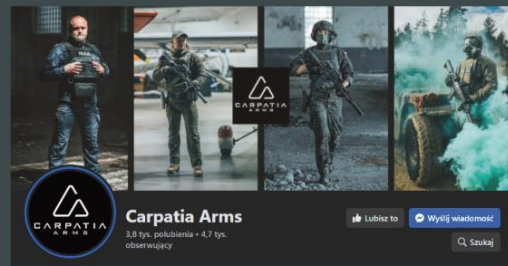 CARPATIA
ARMS
CARPATIA
ARMS
Carpatia Arms
3,8 tys. polubienia • 4,7 tys.
obserwujący
Lubisz to
Wyślij wiadomość
Szukaj